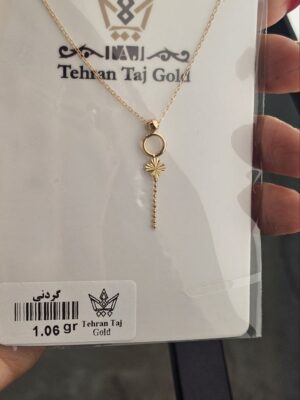 Tehran Taj Gold
گردنی
1.06 gr
Tehran Taj
Gold